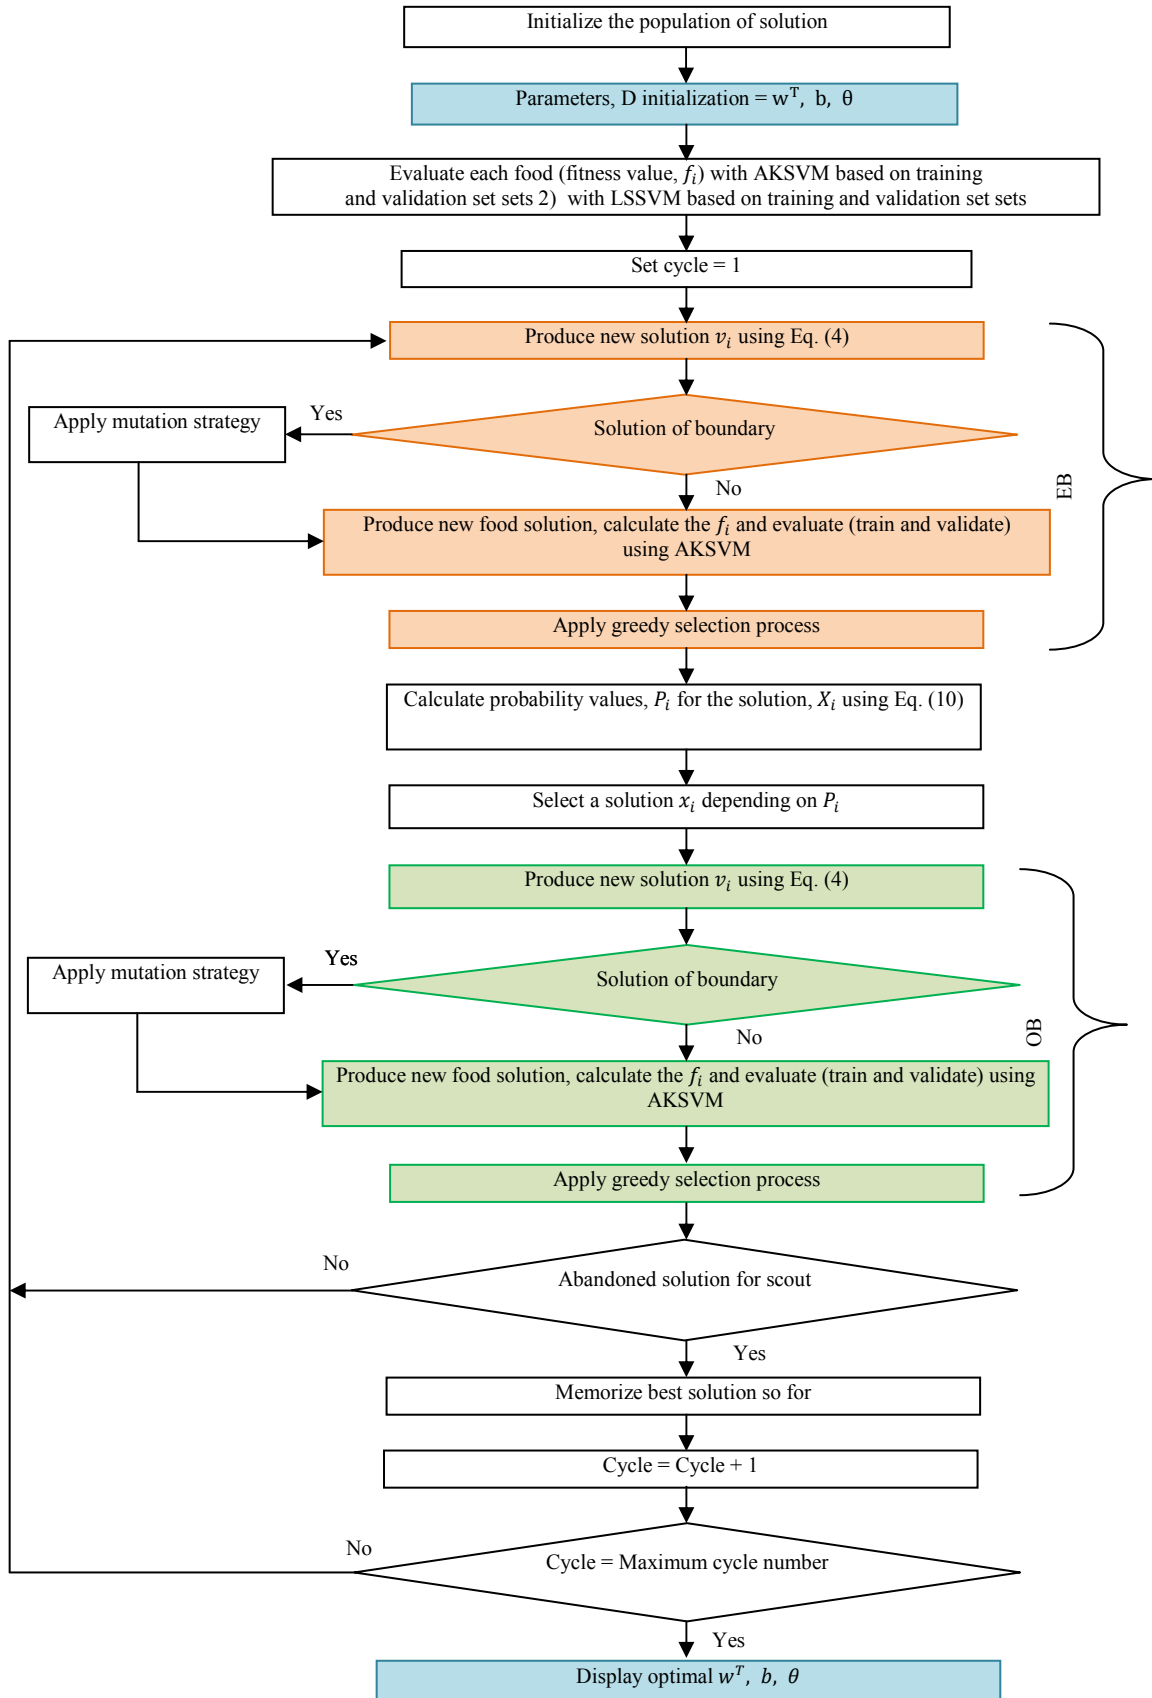 Initialize the population of solution
Parameters, D initialization = wᵀ, b, θ
Evaluate each food (fitness value, fᵢ) with AKSVM based on training
and validation set sets 2) with LSSVM based on training and validation set sets
Set cycle = 1
Produce new solution vᵢ using Eq. (4)
Apply mutation strategy
Yes
Solution of boundary
EB
No
Produce new food solution, calculate the fᵢ and evaluate (train and validate)
using AKSVM
Apply greedy selection process
Calculate probability values, Pᵢ for the solution, Xᵢ using Eq. (10)
Select a solution xᵢ depending on Pᵢ
Produce new solution vᵢ using Eq. (4)
Apply mutation strategy
Yes
Solution of boundary
OB
No
Produce new food solution, calculate the fᵢ and evaluate (train and validate) using
AKSVM
Apply greedy selection process
No
Abandoned solution for scout
Yes
Memorize best solution so for
Cycle = Cycle + 1
No
Cycle = Maximum cycle number
Yes
Display optimal wᵀ, b, θ